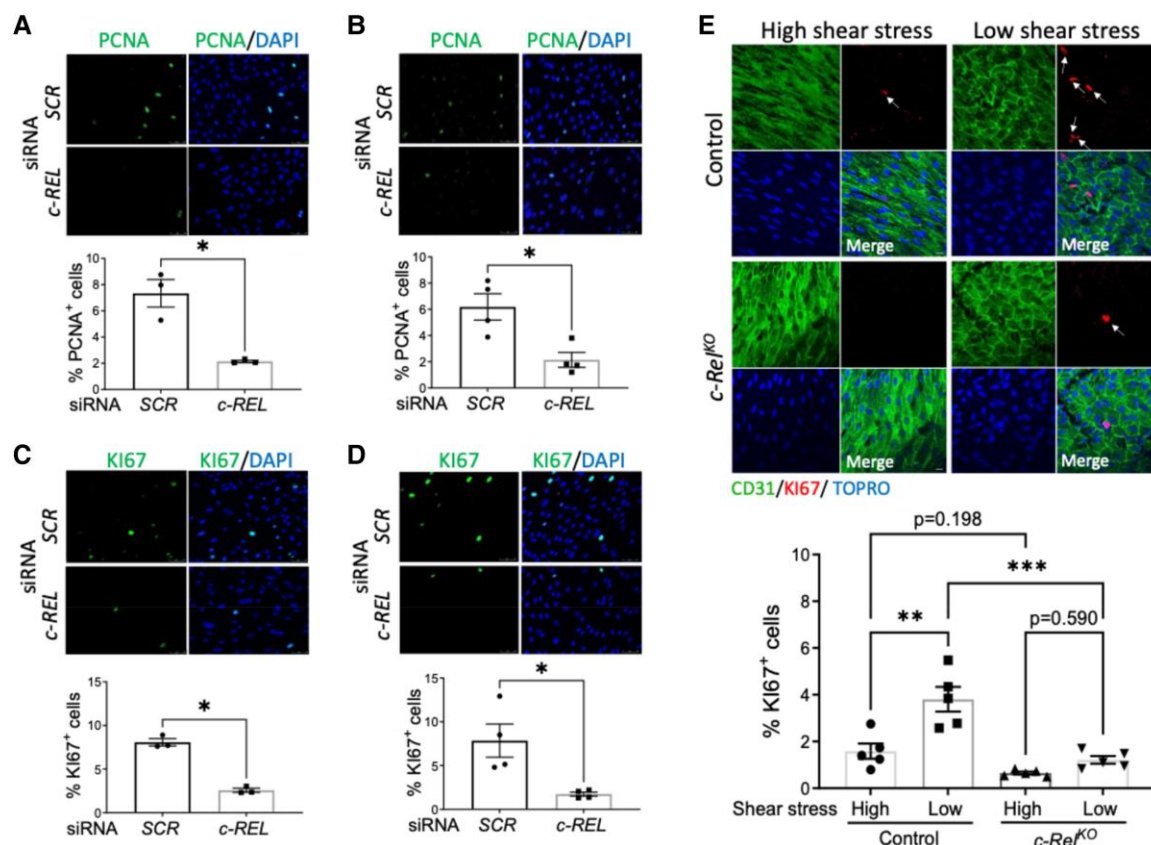 A
PCNA PCNA/DAPI
siRNA
SCR
c-REL
*
% PCNA+ cells
10
8
6
4
2
0
siRNA SCR c-REL
B
PCNA PCNA/DAPI
siRNA
SCR
c-REL
*
% PCNA+ cells
10
8
6
4
2
0
siRNA SCR c-REL
C
KI67 KI67/DAPI
siRNA
SCR
c-REL
*
% KI67+ cells
15
10
5
0
siRNA SCR c-REL
D
KI67 KI67/DAPI
siRNA
SCR
c-REL
*
% KI67+ cells
15
10
5
0
siRNA SCR c-REL
E
High shear stress Low shear stress
Control
Merge Merge
c-RelKO
Merge Merge
CD31/KI67/ TOPRO
p=0.198
***
**
p=0.590
% KI67+ cells
10
8
6
4
2
0
Shear stress High Low High Low
Control c-RelKO